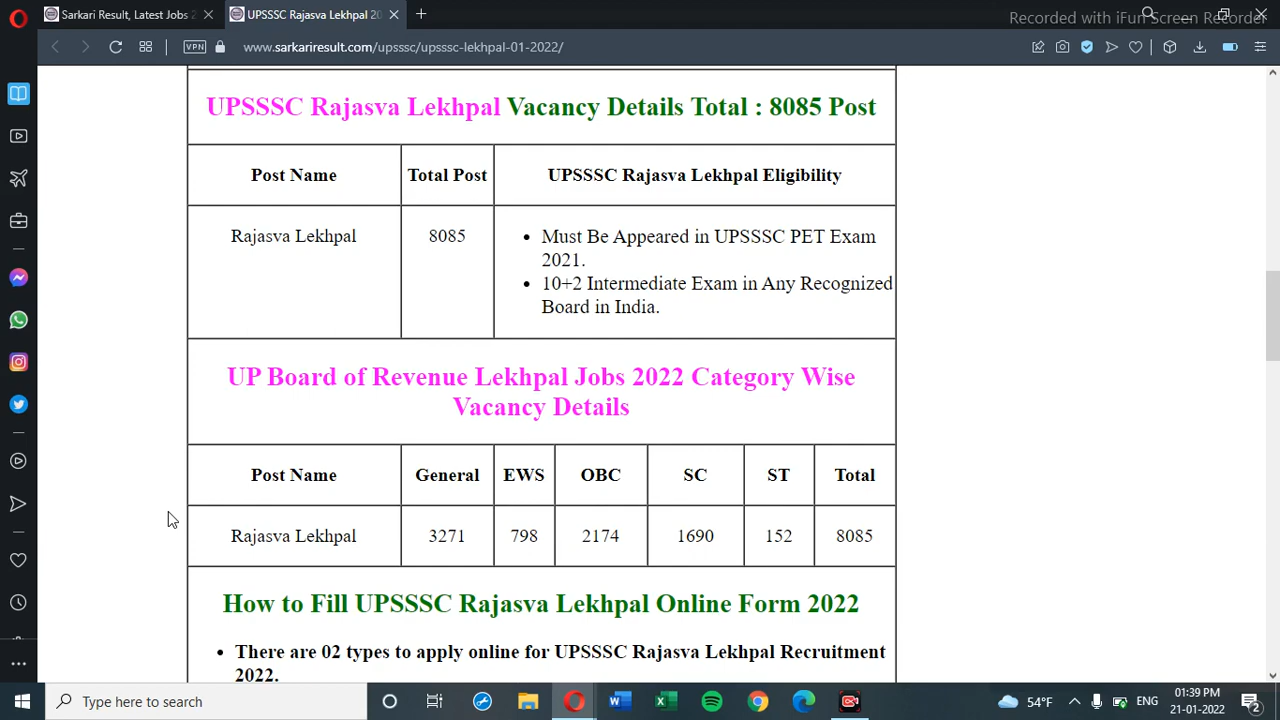 Sarkari Result, Latest Jobs 2
UPSSSC Rajasva Lekhpal 20
Recorded with iFun Screen Recorder
VPN
www.sarkariresult.com/upsssc/upsssc-lekhpal-01-2022/
UPSSSC Rajasva Lekhpal Vacancy Details Total : 8085 Post
Post Name Total Post UPSSSC Rajasva Lekhpal Eligibility
Rajasva Lekhpal 8085
• Must Be Appeared in UPSSSC PET Exam
2021.
• 10+2 Intermediate Exam in Any Recognized
Board in India.
UP Board of Revenue Lekhpal Jobs 2022 Category Wise
Vacancy Details
Post Name General EWS OBC SC ST Total
Rajasva Lekhpal 3271 798 2174 1690 152 8085
How to Fill UPSSSC Rajasva Lekhpal Online Form 2022
• There are 02 types to apply online for UPSSSC Rajasva Lekhpal Recruitment
2022.
Type here to search
54°F
ENG
01:39 PM
21-01-2022
2